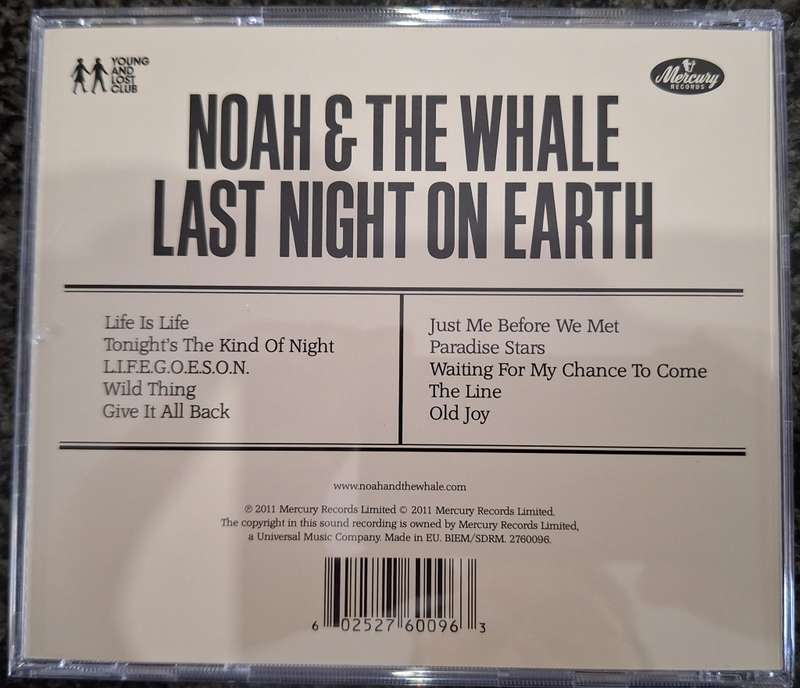 YOUNG
AND
LOST
CLUB
Mercury
RECORDS
NOAH & THE WHALE
LAST NIGHT ON EARTH
Life Is Life
Tonight's The Kind Of Night
L.I.F.E.G.O.E.S.O.N.
Wild Thing
Give It All Back
Just Me Before We Met
Paradise Stars
Waiting For My Chance To Come
The Line
Old Joy
www.noahandthewhale.com
℗ 2011 Mercury Records Limited © 2011 Mercury Records Limited.
The copyright in this sound recording is owned by Mercury Records Limited,
a Universal Music Company. Made in EU. BIEM/SDRM. 2760096.
6 02527 60096 3